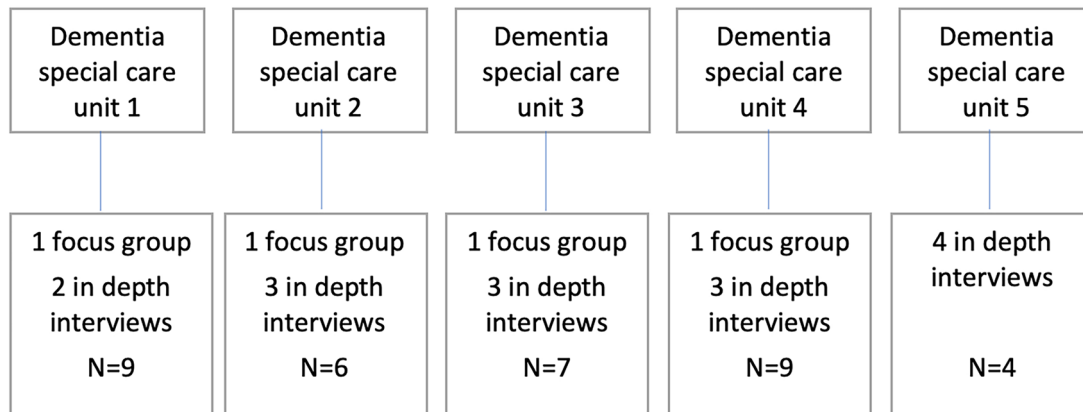 Dementia
special care
unit 1
Dementia
special care
unit 2
Dementia
special care
unit 3
Dementia
special care
unit 4
Dementia
special care
unit 5
1 focus group
2 in depth
interviews
N=9
1 focus group
3 in depth
interviews
N=6
1 focus group
3 in depth
interviews
N=7
1 focus group
3 in depth
interviews
N=9
4 in depth
interviews
N=4